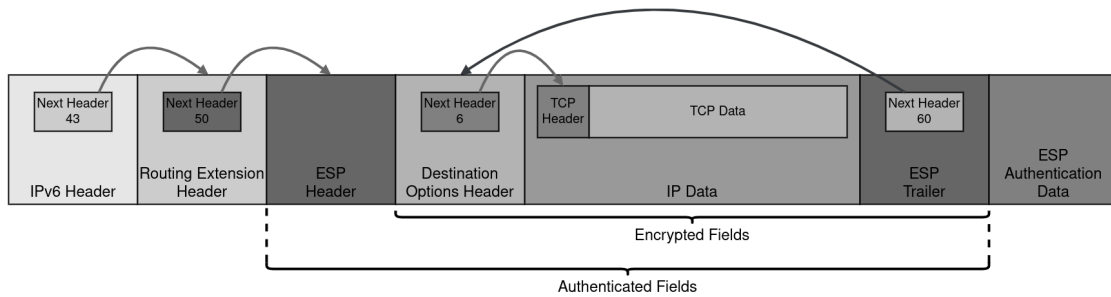 Next Header
43
IPv6 Header
Next Header
50
Routing Extension
Header
ESP
Header
Next Header
6
Destination
Options Header
TCP
Header
TCP Data
IP Data
Next Header
60
ESP
Trailer
ESP
Authentication
Data
Encrypted Fields
Authenticated Fields